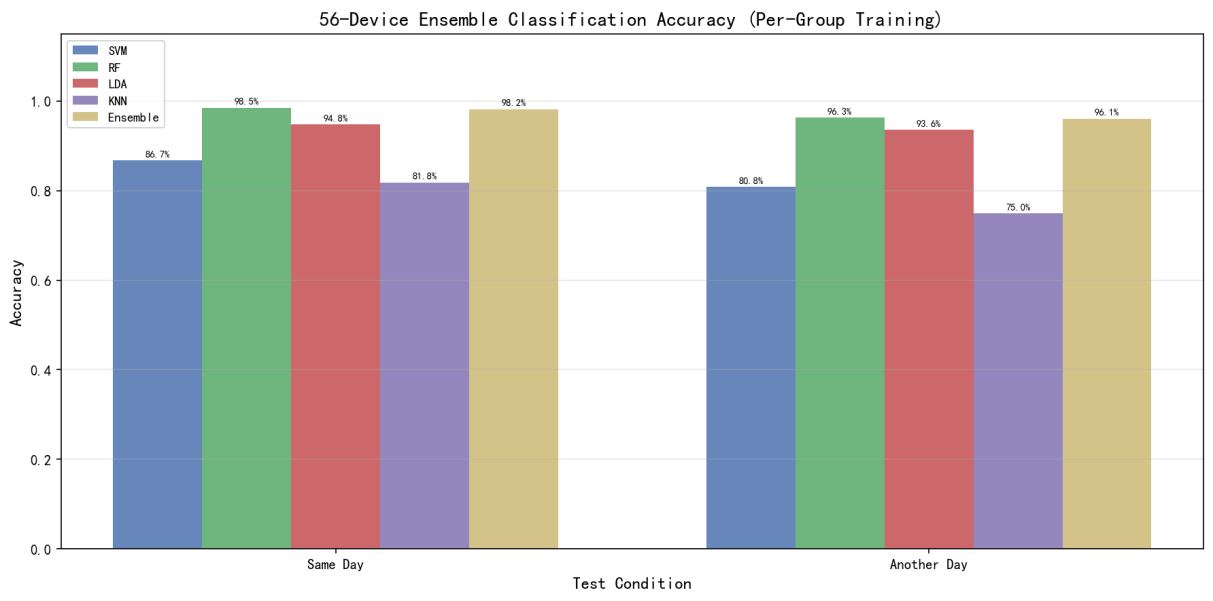 56-Device Ensemble Classification Accuracy (Per-Group Training)
SVM
RF
LDA
KNN
Ensemble
Accuracy
1.0
0.8
0.6
0.4
0.2
0.0
86.7%
98.5%
94.8%
81.8%
98.2%
80.8%
96.3%
93.6%
75.0%
96.1%
Same Day
Another Day
Test Condition